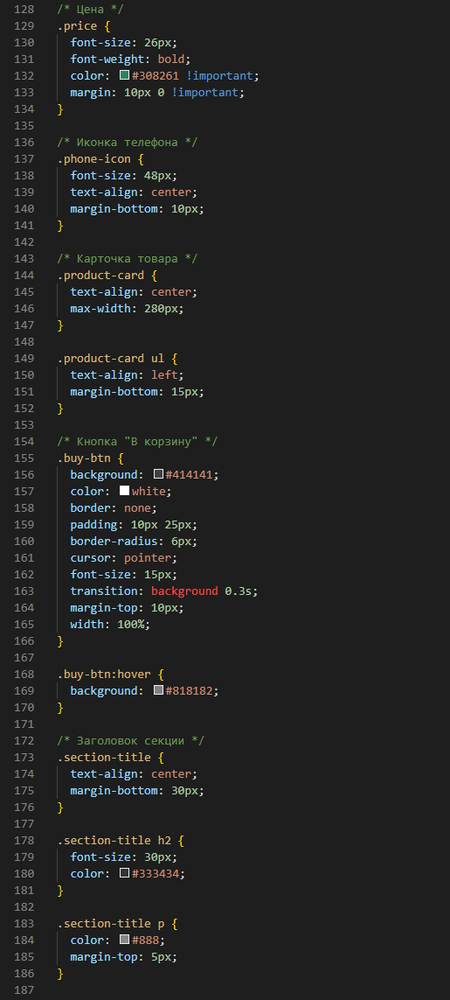 128 /* Цена */
129 .price {
130   font-size: 26px;
131   font-weight: bold;
132   color: #308261 !important;
133   margin: 10px 0 !important;
134 }
135
136 /* Иконка телефона */
137 .phone-icon {
138   font-size: 48px;
139   text-align: center;
140   margin-bottom: 10px;
141 }
142
143 /* Карточка товара */
144 .product-card {
145   text-align: center;
146   max-width: 280px;
147 }
148
149 .product-card ul {
150   text-align: left;
151   margin-bottom: 15px;
152 }
153
154 /* Кнопка "В корзину" */
155 .buy-btn {
156   background: #414141;
157   color: white;
158   border: none;
159   padding: 10px 25px;
160   border-radius: 6px;
161   cursor: pointer;
162   font-size: 15px;
163   transition: background 0.3s;
164   margin-top: 10px;
165   width: 100%;
166 }
167
168 .buy-btn:hover {
169   background: #818182;
170 }
171
172 /* Заголовок секции */
173 .section-title {
174   text-align: center;
175   margin-bottom: 30px;
176 }
177
178 .section-title h2 {
179   font-size: 30px;
180   color: #333434;
181 }
182
183 .section-title p {
184   color: #888;
185   margin-top: 5px;
186 }
187